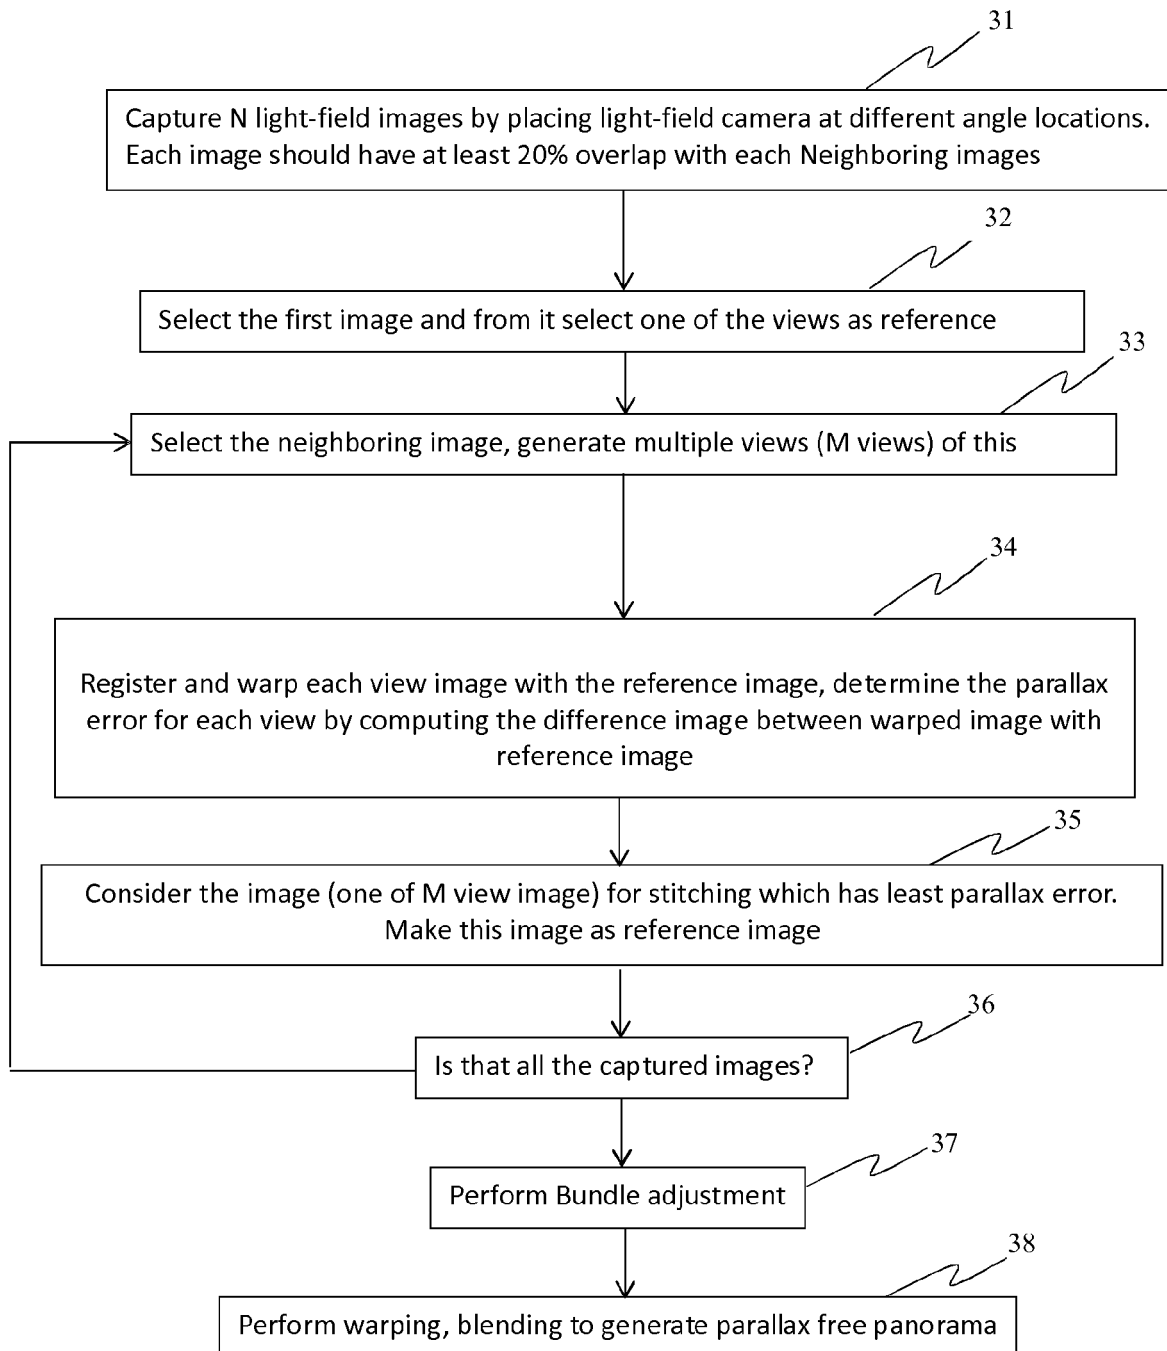 31
Capture N light-field images by placing light-field camera at different angle locations.
Each image should have at least 20% overlap with each Neighboring images
32
Select the first image and from it select one of the views as reference
33
Select the neighboring image, generate multiple views (M views) of this
34
Register and warp each view image with the reference image, determine the parallax
error for each view by computing the difference image between warped image with
reference image
35
Consider the image (one of M view image) for stitching which has least parallax error.
Make this image as reference image
36
Is that all the captured images?
37
Perform Bundle adjustment
38
Perform warping, blending to generate parallax free panorama